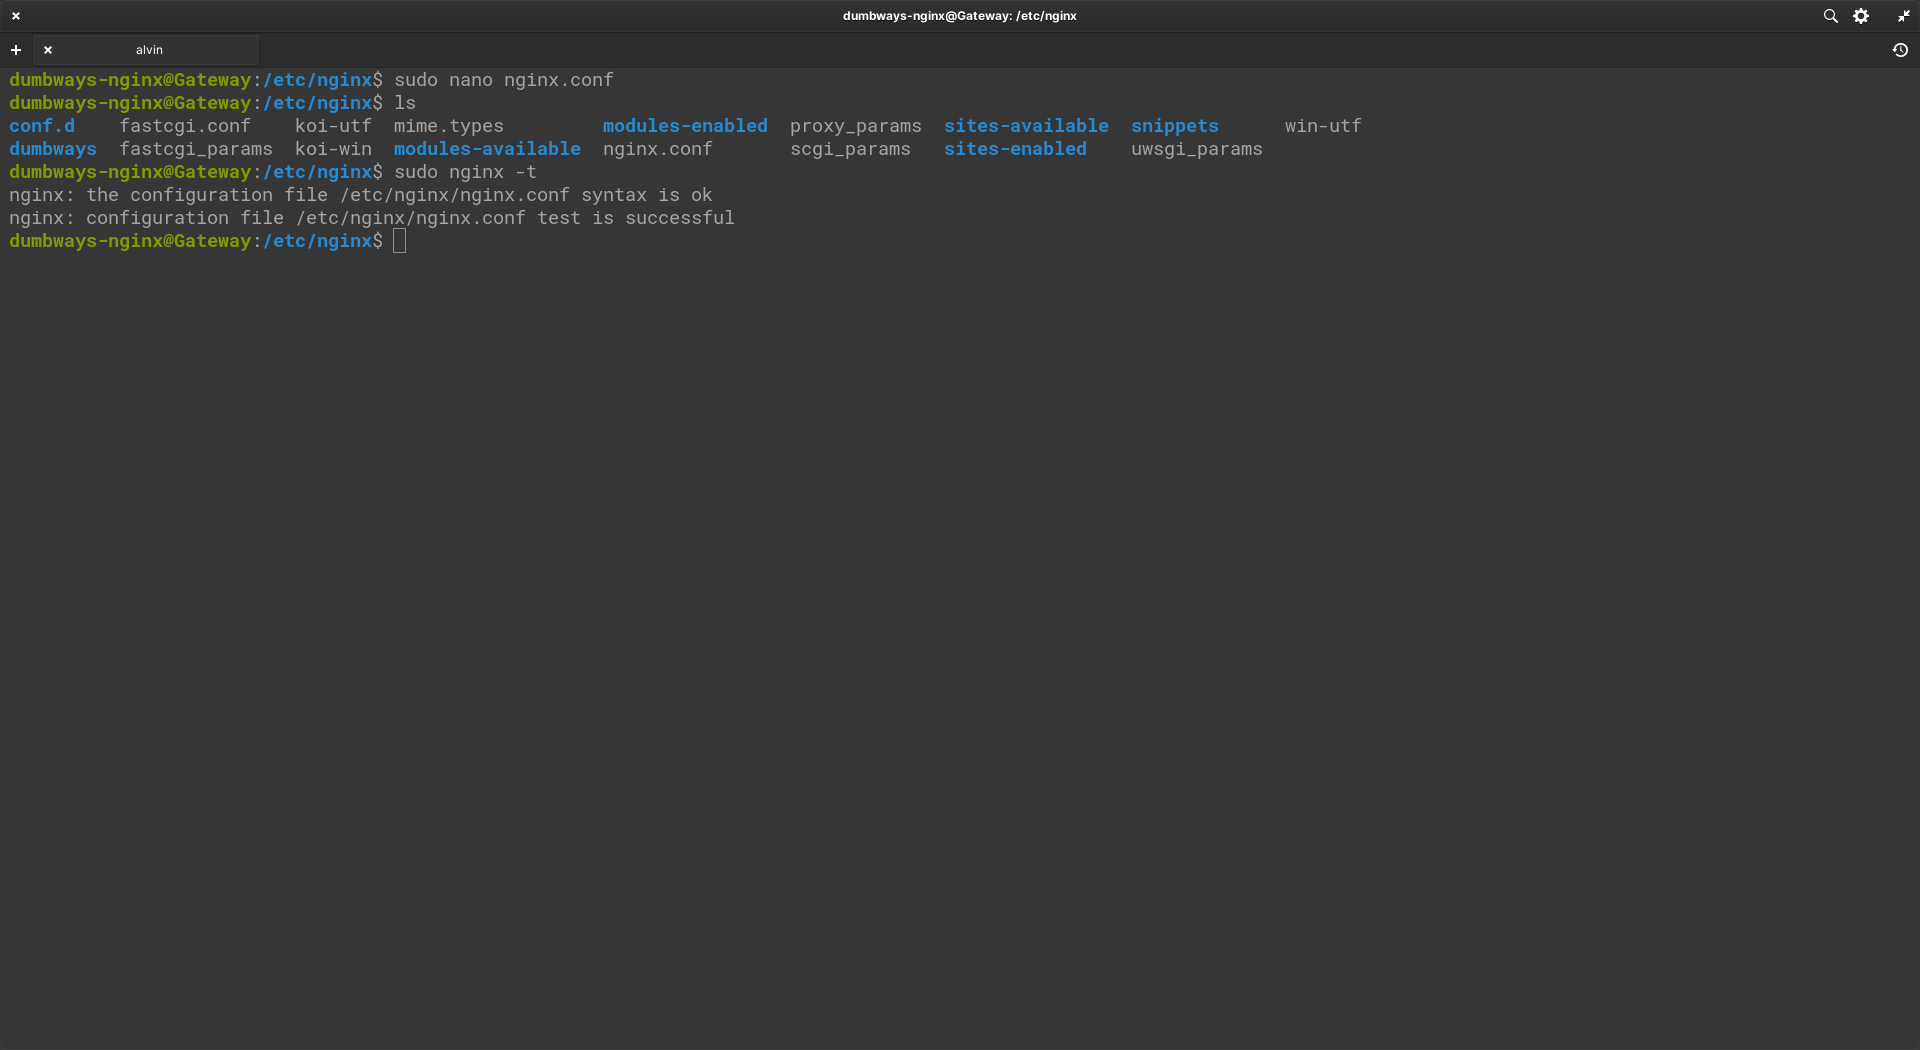 dumbways-nginx@Gateway: /etc/nginx
alvin
dumbways-nginx@Gateway:/etc/nginx$ sudo nano nginx.conf
dumbways-nginx@Gateway:/etc/nginx$ ls
conf.d    fastcgi.conf    koi-utf  mime.types         modules-enabled  proxy_params  sites-available  snippets      win-utf
dumbways  fastcgi_params  koi-win  modules-available  nginx.conf       scgi_params   sites-enabled    uwsgi_params
dumbways-nginx@Gateway:/etc/nginx$ sudo nginx -t
nginx: the configuration file /etc/nginx/nginx.conf syntax is ok
nginx: configuration file /etc/nginx/nginx.conf test is successful
dumbways-nginx@Gateway:/etc/nginx$